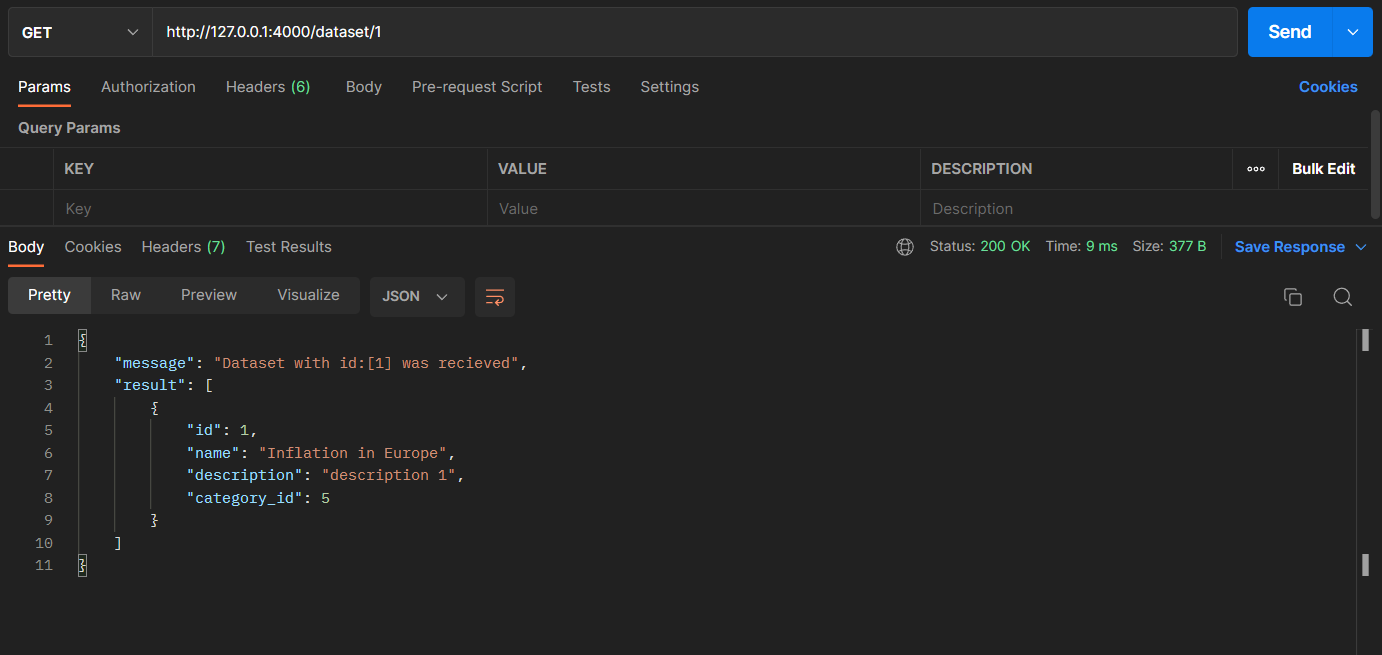 GET http://127.0.0.1:4000/dataset/1 Send
Params Authorization Headers (6) Body Pre-request Script Tests Settings Cookies
Query Params
KEY VALUE DESCRIPTION ooo Bulk Edit
Key Value Description
Body Cookies Headers (7) Test Results Status: 200 OK Time: 9 ms Size: 377 B Save Response
Pretty Raw Preview Visualize JSON
1 {
2 "message": "Dataset with id:[1] was recieved",
3 "result": [
4 {
5 "id": 1,
6 "name": "Inflation in Europe",
7 "description": "description 1",
8 "category_id": 5
9 }
10 ]
11 }